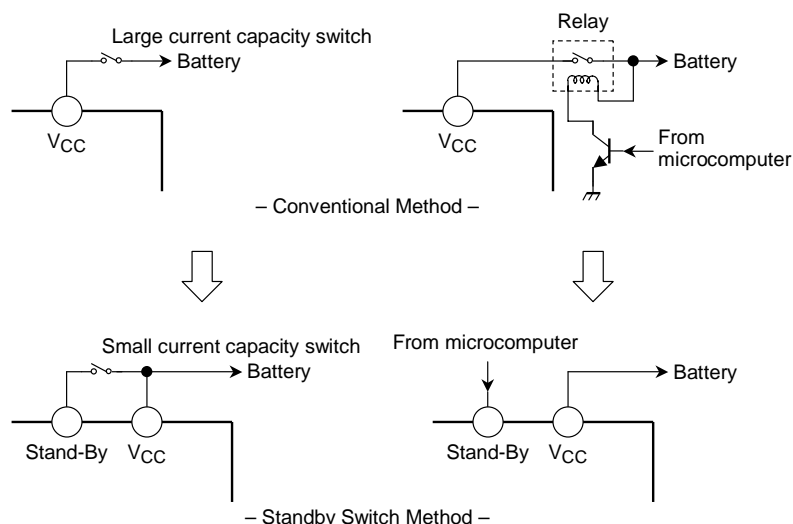 Large current capacity switch
Battery
VCC
Relay
Battery
VCC
From
microcomputer
– Conventional Method –
Small current capacity switch
Battery
Stand-By VCC
From microcomputer
Battery
Stand-By VCC
– Standby Switch Method –